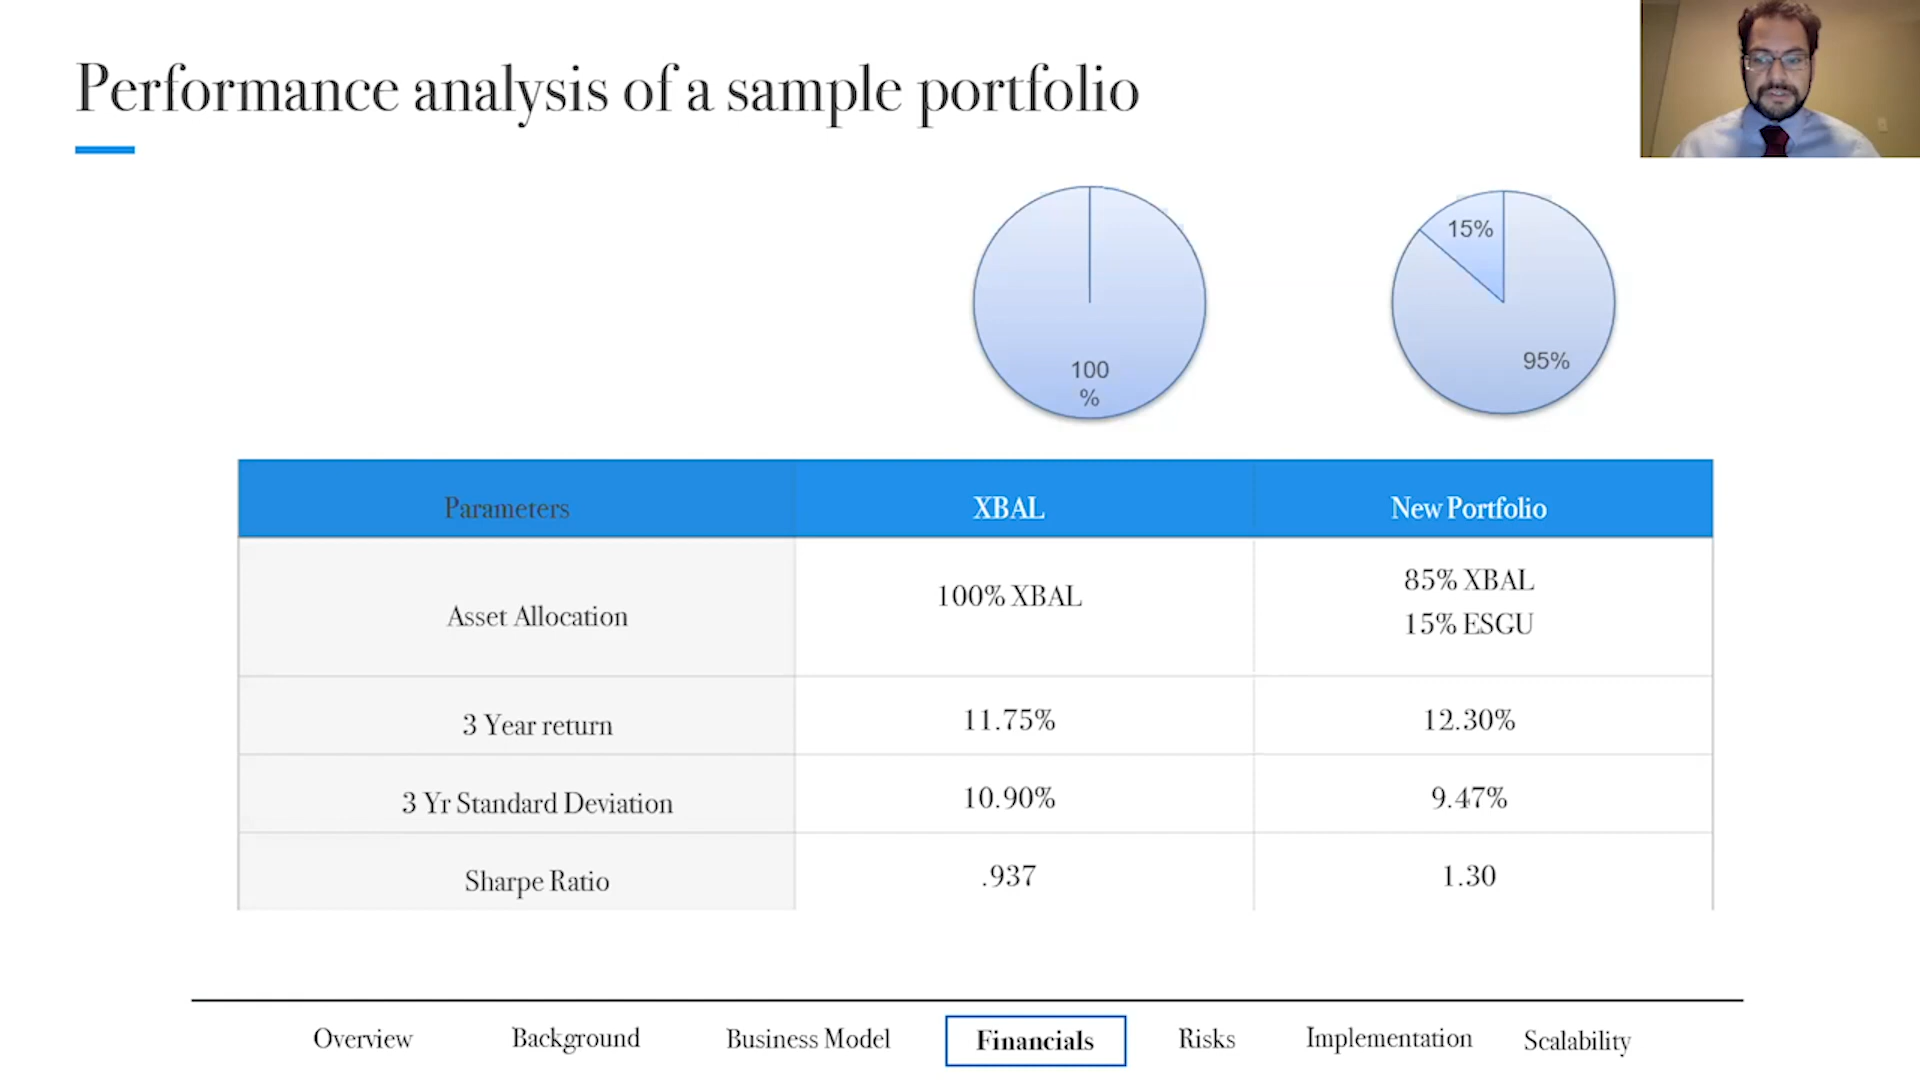 Performance analysis of a sample portfolio
100
%
15%
95%
Parameters XBAL New Portfolio
Asset Allocation 100% XBAL 85% XBAL
15% ESGU
3 Year return 11.75% 12.30%
3 Yr Standard Deviation 10.90% 9.47%
Sharpe Ratio .937 1.30
Overview Background Business Model Financials Risks Implementation Scalability